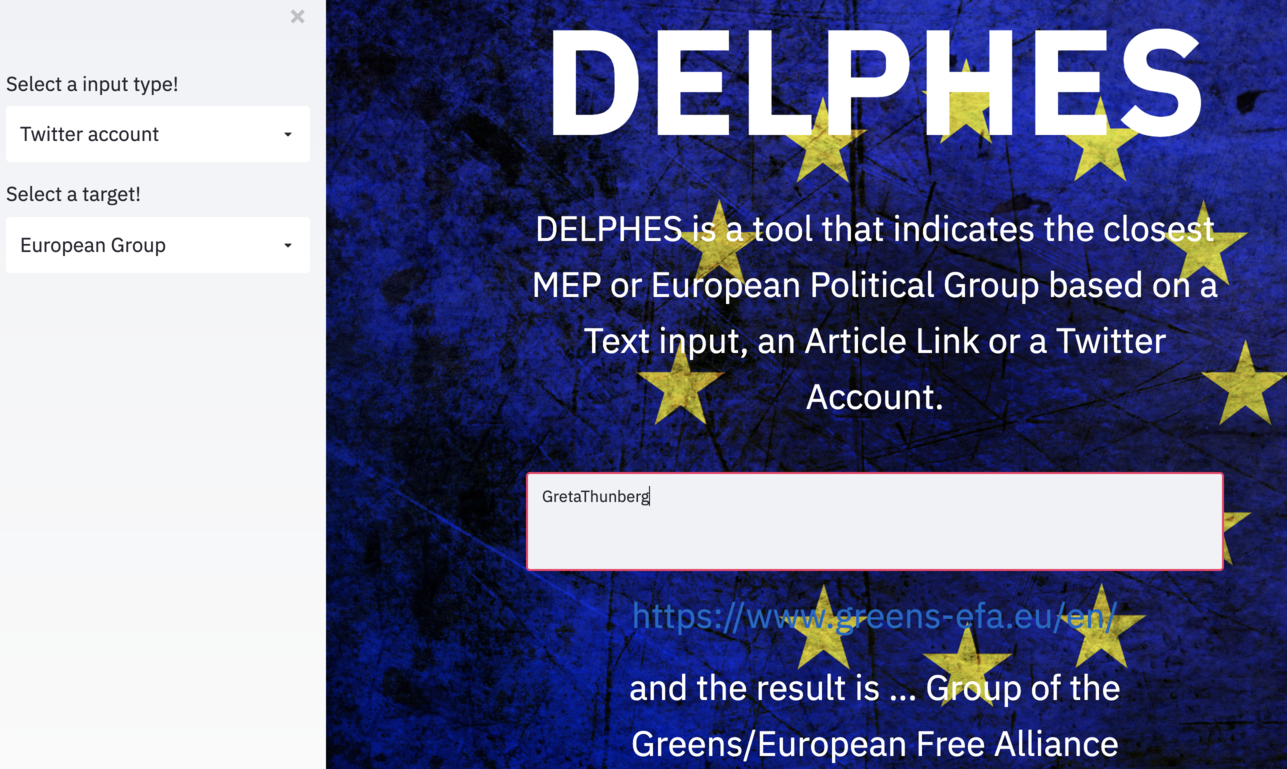 Select a input type!
Twitter account
Select a target!
European Group
DELPHES
DELPHES is a tool that indicates the closest
MEP or European Political Group based on a
Text input, an Article Link or a Twitter
Account.
GretaThunberg
https://www.greens-efa.eu/en/
and the result is ... Group of the
Greens/European Free Alliance